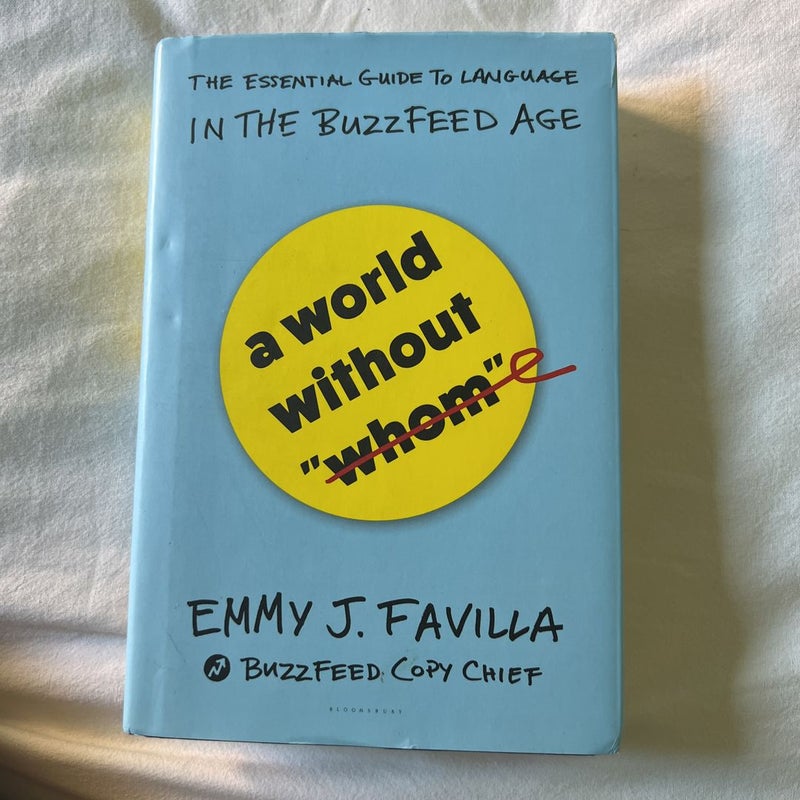 THE ESSENTIAL GUIDE TO LANGUAGE
IN THE BUZZFEED AGE
a world
without
"whom"
EMMY J. FAVILLA
BUZZFEED COPY CHIEF
BLOOMSBURY